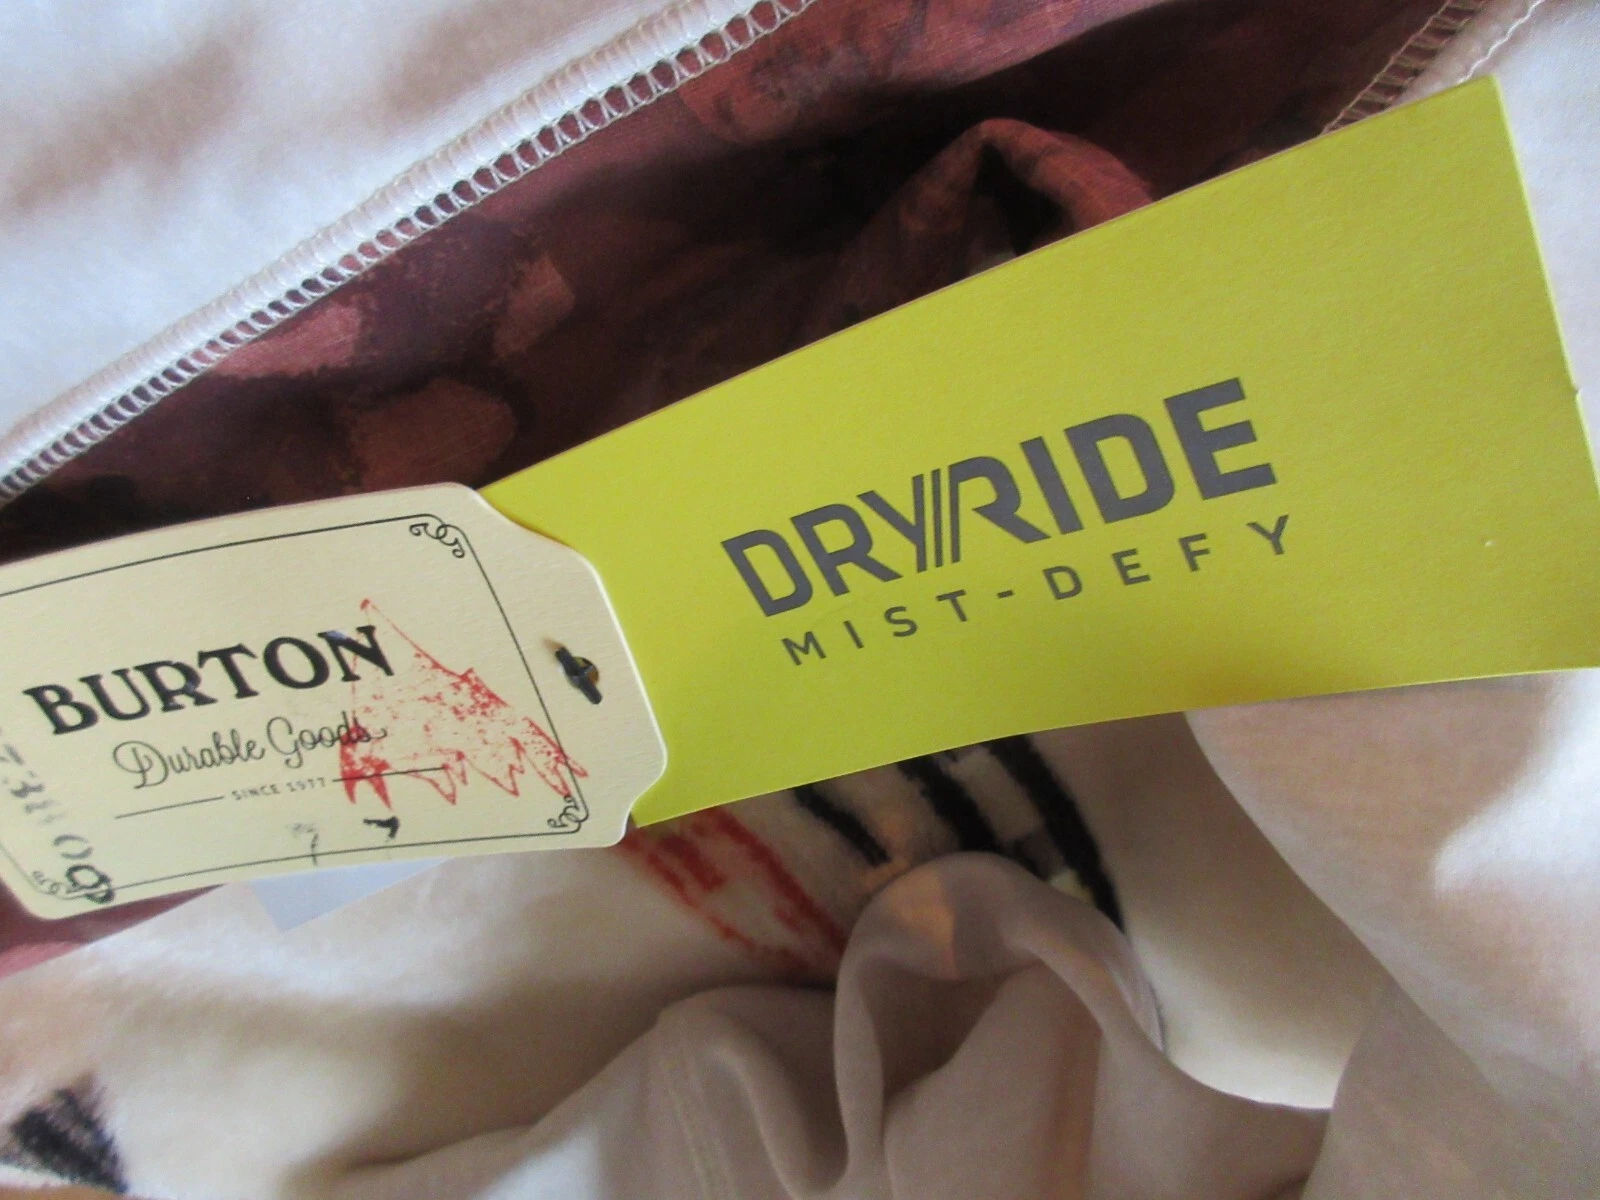 BURTON
Durable Goods
SINCE 1977
DRYRIDE
MIST-DEFY